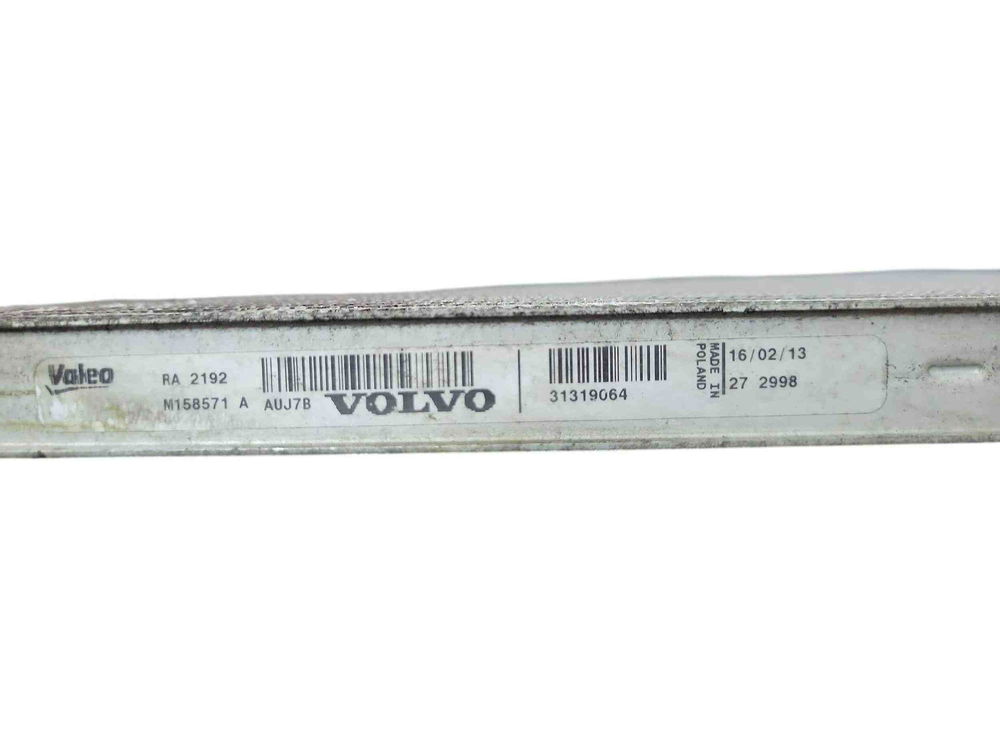 Valeo
RA 2192
M158571 A AUJ7B VOLVO
31319064
MADE IN
POLAND
16/02/13
27 2998